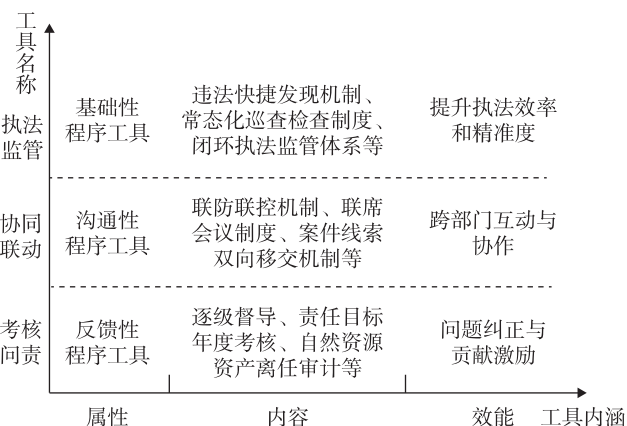 工具名称
执法
监管
基础性
程序工具
违法快捷发现机制、
常态化巡查检查制度、
闭环执法监管体系等
提升执法效率
和精准度
协同
联动
沟通性
程序工具
联防联控机制、联席
会议制度、案件线索
双向移交机制等
跨部门互动与
协作
考核
问责
反馈性
程序工具
逐级督导、责任目标
年度考核、自然资源
资产离任审计等
问题纠正与
贡献激励
属性
内容
效能
工具内涵